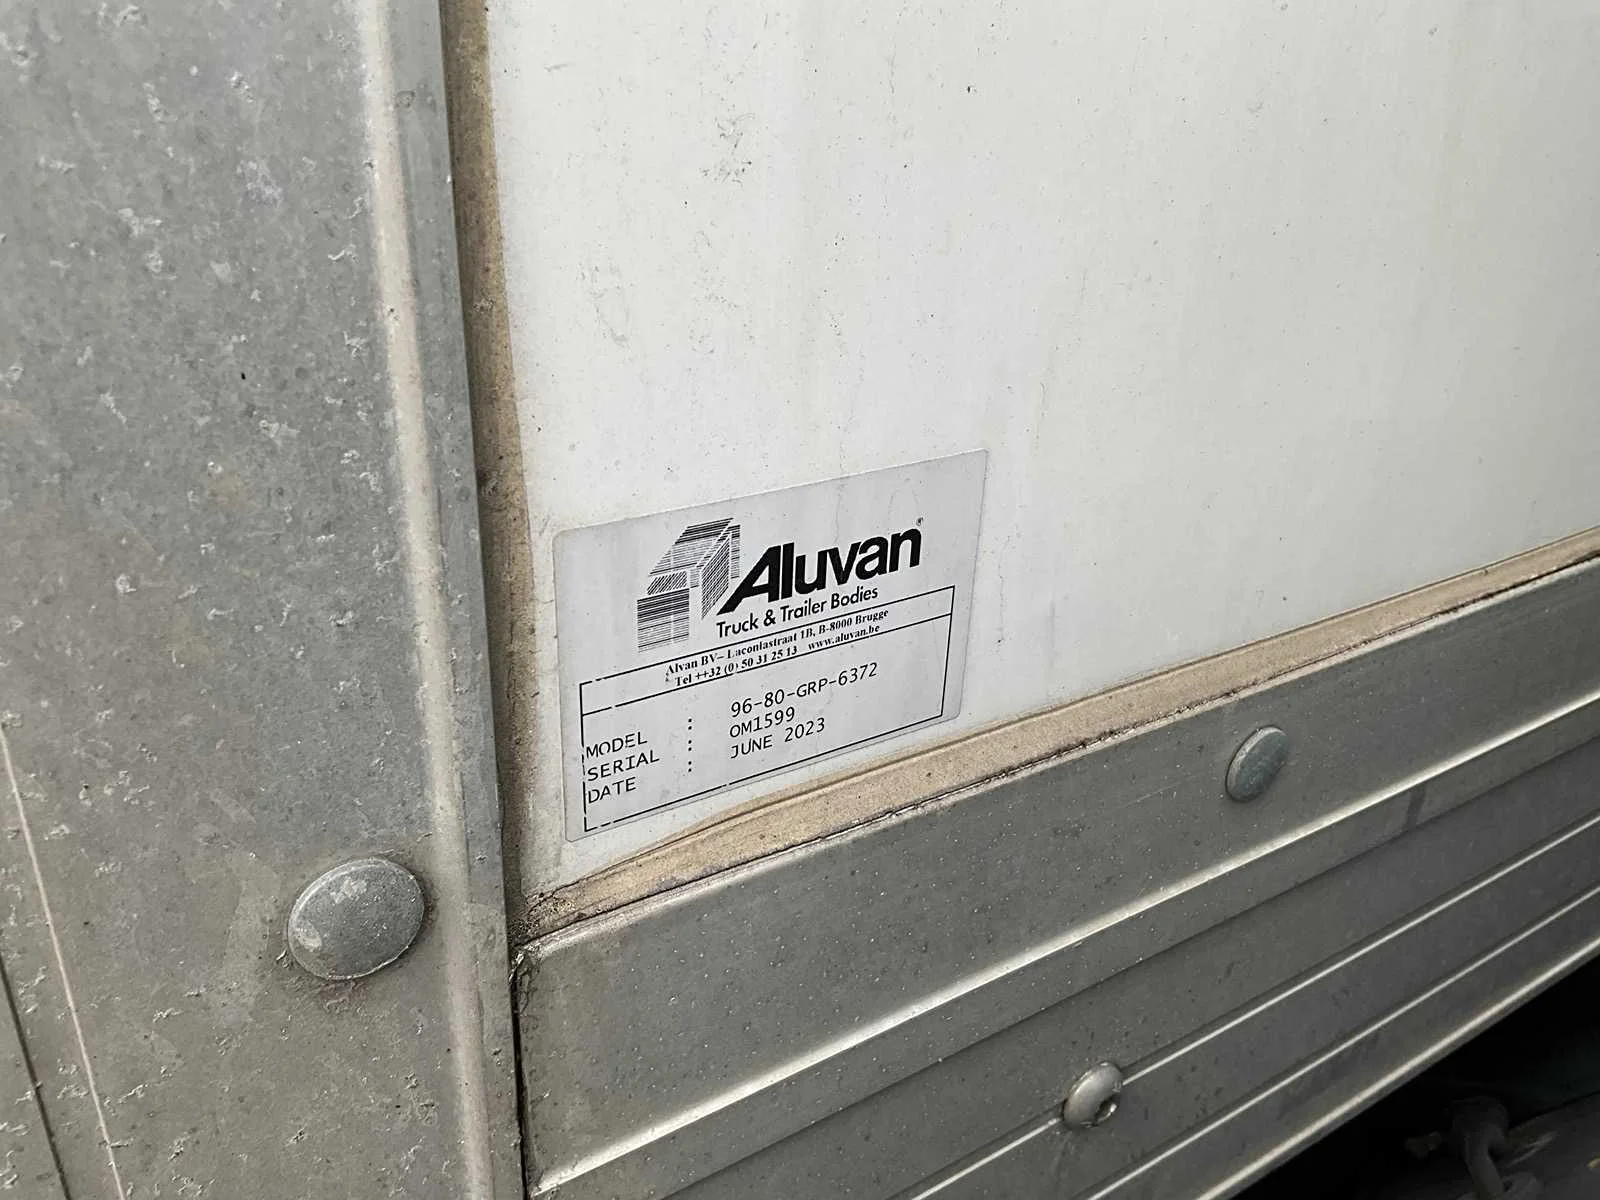 Aluvan®
Truck & Trailer Bodies
Alvan BV– Laconiastraat 1B, B-8000 Brugge
Tel ++32 (0) 50 31 25 13 www.aluvan.be
MODEL : 96-80-GRP-6372
SERIAL : OM1599
DATE : JUNE 2023